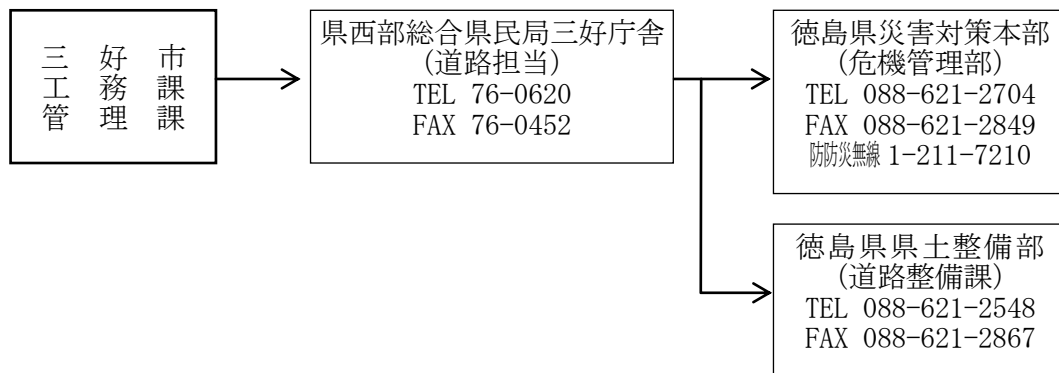 三好市
工務課
管理課
県西部総合県民局三好庁舎
(道路担当)
TEL 76-0620
FAX 76-0452
徳島県災害対策本部
(危機管理部)
TEL 088-621-2704
FAX 088-621-2849
防防災無線 1-211-7210
徳島県県土整備部
(道路整備課)
TEL 088-621-2548
FAX 088-621-2867